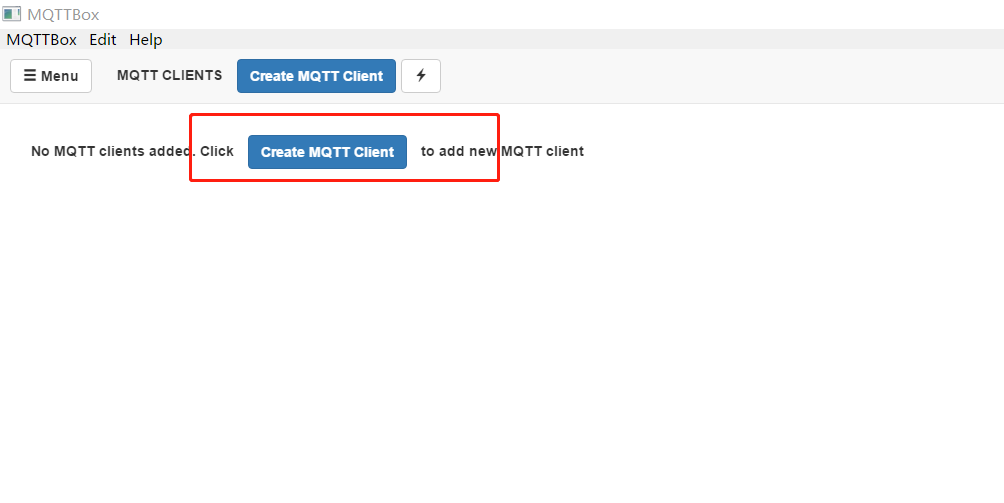 MQTTBox
MQTTBox Edit Help
Menu MQTT CLIENTS Create MQTT Client
No MQTT clients added. Click Create MQTT Client to add new MQTT client